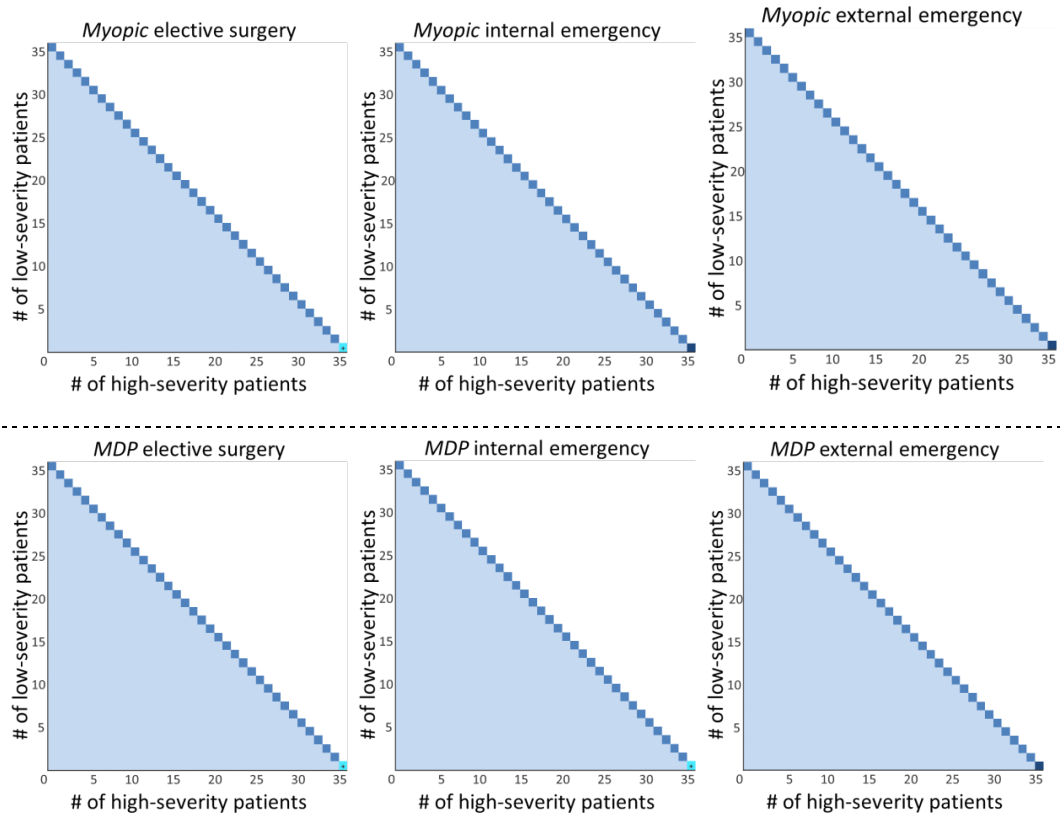 Myopic elective surgery
# of low-severity patients
35
30
25
20
15
10
5
0 5 10 15 20 25 30 35
# of high-severity patients
Myopic internal emergency
# of low-severity patients
35
30
25
20
15
10
5
0 5 10 15 20 25 30 35
# of high-severity patients
Myopic external emergency
# of low-severity patients
35
30
25
20
15
10
5
0 5 10 15 20 25 30 35
# of high-severity patients
MDP elective surgery
# of low-severity patients
35
30
25
20
15
10
5
0 5 10 15 20 25 30 35
# of high-severity patients
MDP internal emergency
# of low-severity patients
35
30
25
20
15
10
5
0 5 10 15 20 25 30 35
# of high-severity patients
MDP external emergency
# of low-severity patients
35
30
25
20
15
10
5
0 5 10 15 20 25 30 35
# of high-severity patients